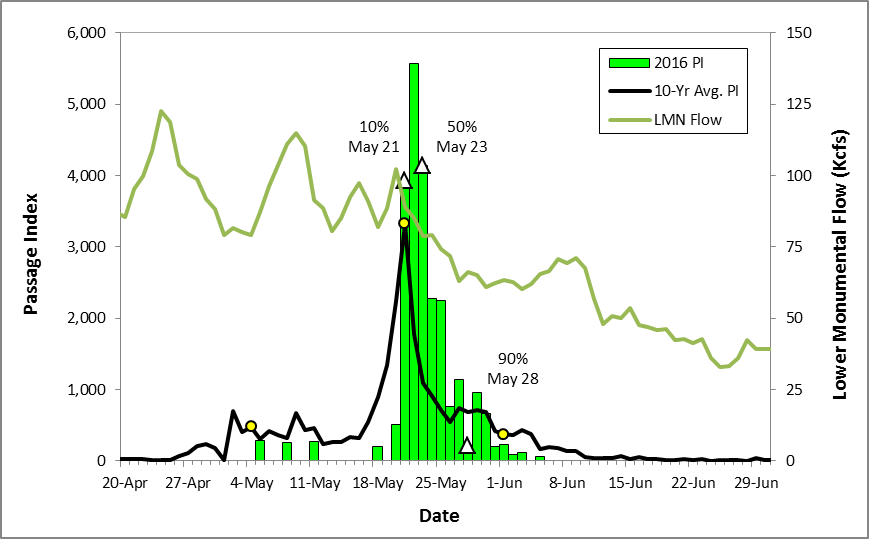 6,000
5,000
4,000
3,000
2,000
1,000
0
Passage Index
150
125
100
75
50
25
0
Lower Monumental Flow (Kcfs)
2016 PI
10-Yr Avg. PI
LMN Flow
10%
May 21
50%
May 23
90%
May 28
20-Apr 27-Apr 4-May 11-May 18-May 25-May 1-Jun 8-Jun 15-Jun 22-Jun 29-Jun
Date